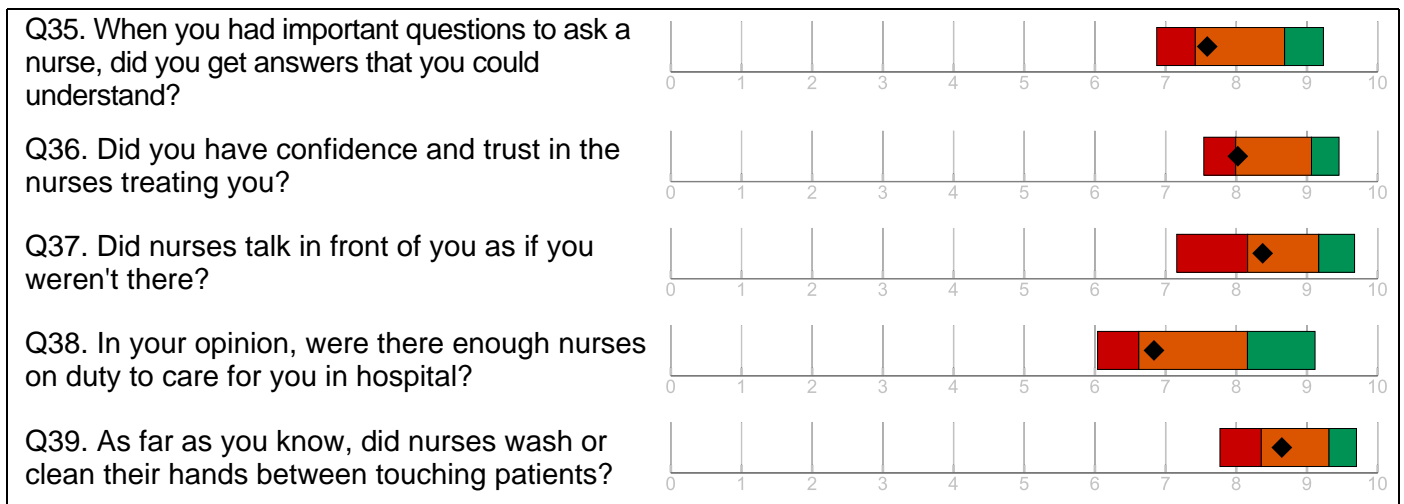 Q35. When you had important questions to ask a
nurse, did you get answers that you could
understand?
0 1 2 3 4 5 6 7 8 9 10
Q36. Did you have confidence and trust in the
nurses treating you?
0 1 2 3 4 5 6 7 8 9 10
Q37. Did nurses talk in front of you as if you
weren't there?
0 1 2 3 4 5 6 7 8 9 10
Q38. In your opinion, were there enough nurses
on duty to care for you in hospital?
0 1 2 3 4 5 6 7 8 9 10
Q39. As far as you know, did nurses wash or
clean their hands between touching patients?
0 1 2 3 4 5 6 7 8 9 10